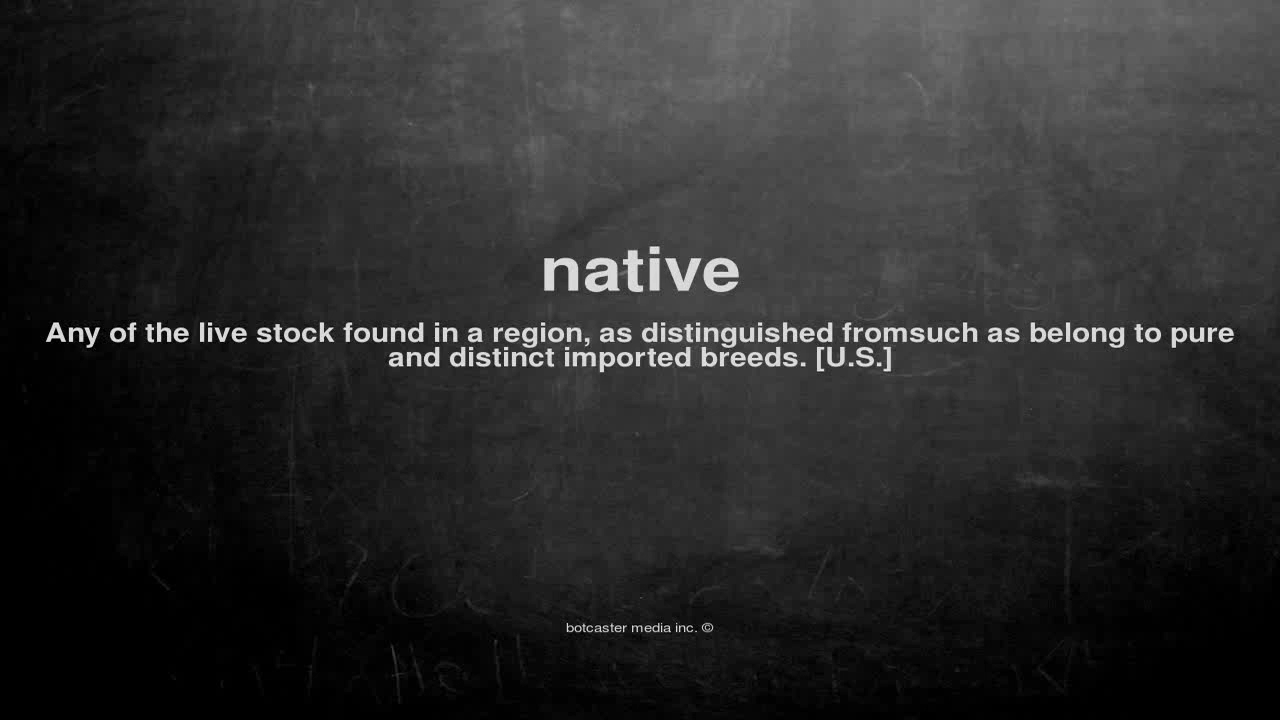 native
Any of the live stock found in a region, as distinguished fromsuch as belong to pure
and distinct imported breeds. [U.S.]
botcaster media inc. ©